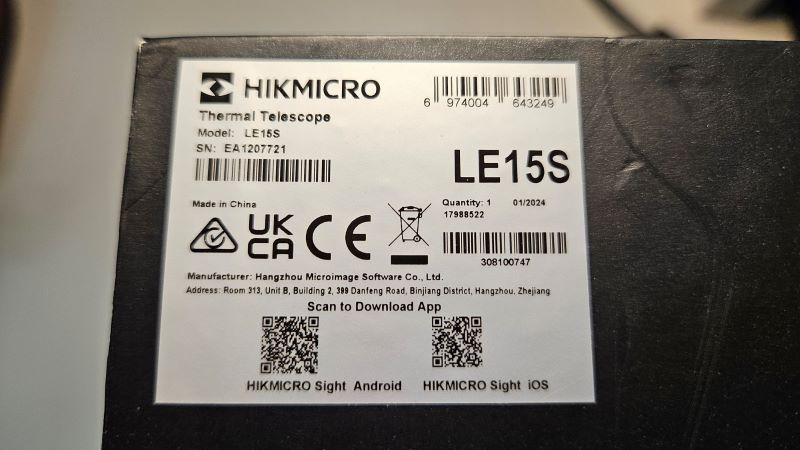 HIKMICRO
6 974004 643249
Thermal Telescope
Model: LE15S
SN: EA1207721
LE15S
Made in China
Quantity: 1 01/2024
17988522
UK
CA
CE
308100747
Manufacturer: Hangzhou Microimage Software Co., Ltd.
Address: Room 313, Unit B, Building 2, 399 Danfeng Road, Binjiang District, Hangzhou, Zhejiang
Scan to Download App
HIKMICRO Sight Android HIKMICRO Sight iOS